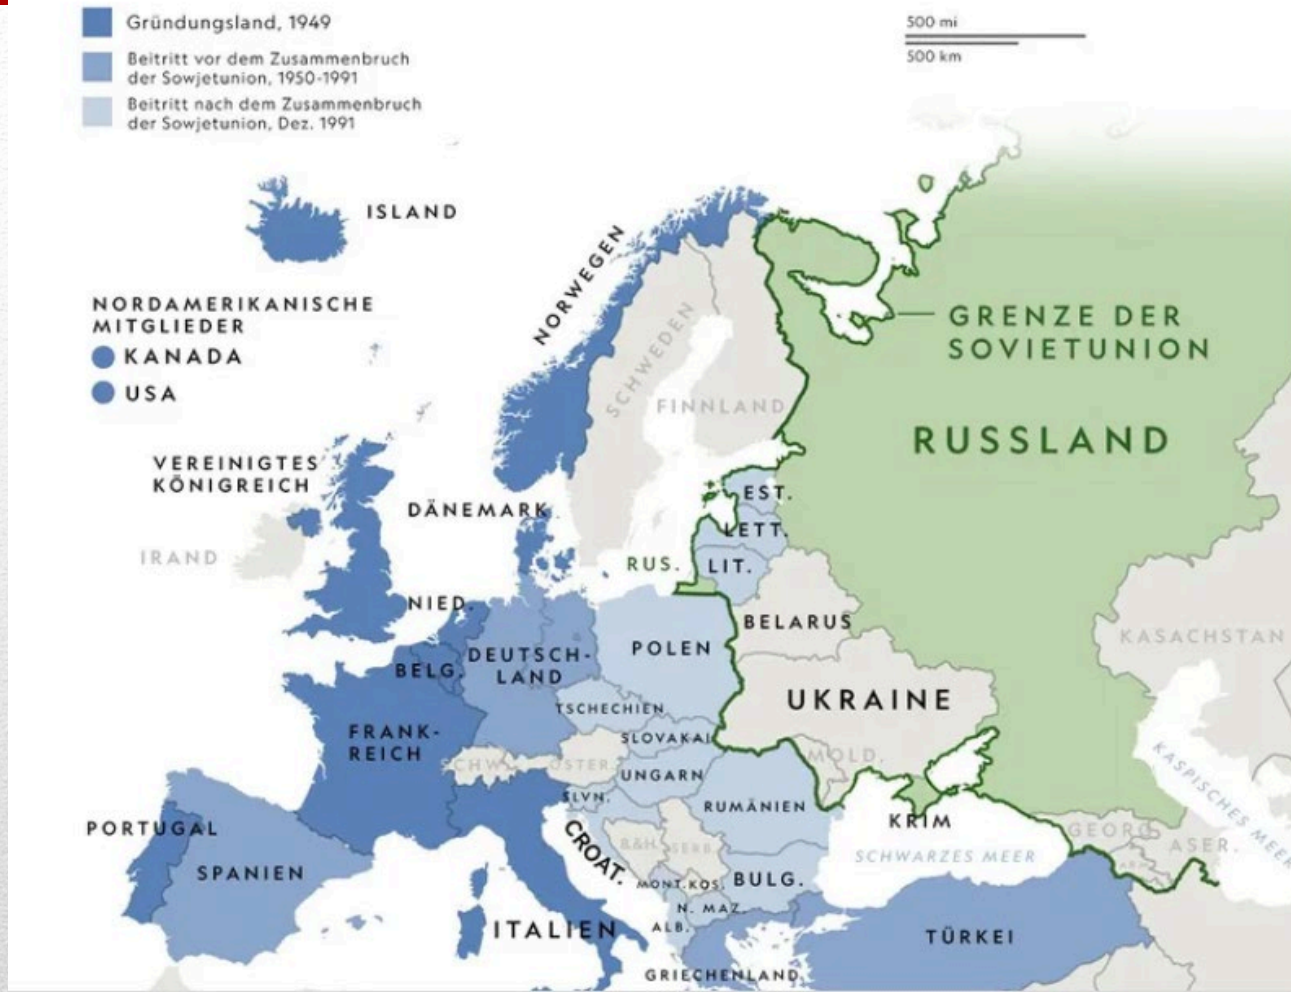 Gründungsland, 1949
Beitritt vor dem Zusammenbruch
der Sowjetunion, 1950-1991
Beitritt nach dem Zusammenbruch
der Sowjetunion, Dez. 1991
500 mi
500 km
ISLAND
NORWEGEN
NORDAMERIKANISCHE
MITGLIEDER
KANADA
USA
SCHWEDEN
FINNLAND
GRENZE DER
SOVIETUNION
RUSSLAND
VEREINIGTES
KÖNIGREICH
DÄNEMARK
IRAND
EST.
LETT.
LIT.
RUS.
NIED.
BELARUS
KASACHSTAN
BELG.
DEUTSCH-
LAND
POLEN
UKRAINE
TSCHECHIEN
FRANK-
REICH
SLOVAKAI
SCHW.
ÖSTER.
UNGARN
MOLD.
KASPISCHES MEER
SLVN.
RUMÄNIEN
KRIM
PORTUGAL
SPANIEN
CROAT.
B&H.
SERB.
SCHWARZES MEER
GEORG.
ASER.
ARM.
MONT.
KOS.
BULG.
N. MAZ.
ALB.
ITALIEN
TÜRKEI
GRIECHENLAND